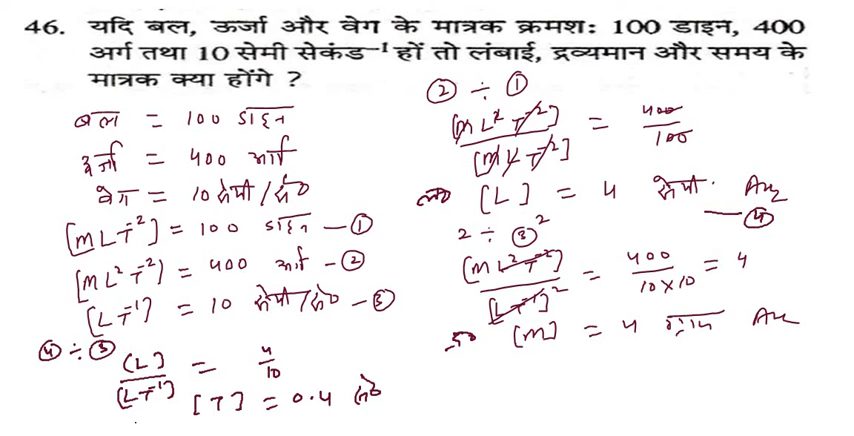 46. यदि बल, ऊर्जा और वेग के मात्रक क्रमशः 100 डाइन, 400
अर्ग तथा 10 सेमी सेकंड⁻¹ हों तो लंबाई, द्रव्यमान और समय के
मात्रक क्या होंगे ?
बल = 100 डाइन
ऊर्जा = 400 अर्ग
वेग = 10 सेमी/से०
[MLT⁻²] = 100 डाइन —①
[ML²T⁻²] = 400 अर्ग —②
[LT⁻¹] = 10 सेमी/से० —③
② ÷ ①
[ML²T⁻²] / [MLT⁻²] = 400 / 100
ल० [L] = 4 सेमी. Ans
—④
2 ÷ ③²
[ML²T⁻²] / [LT⁻¹]² = 400 / 10×10 = 4
द्र० [M] = 4 ग्राम Ans
④ ÷ ③
[L] / [LT⁻¹] = 4 / 10
[T] = 0.4 से०